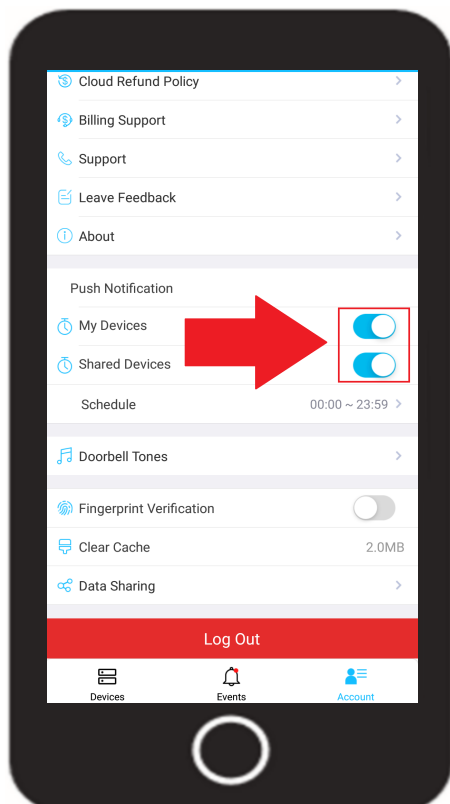 Cloud Refund Policy
Billing Support
Support
Leave Feedback
About
Push Notification
My Devices
Shared Devices
Schedule 00:00 ~ 23:59
Doorbell Tones
Fingerprint Verification
Clear Cache 2.0MB
Data Sharing
Log Out
Devices Events Account